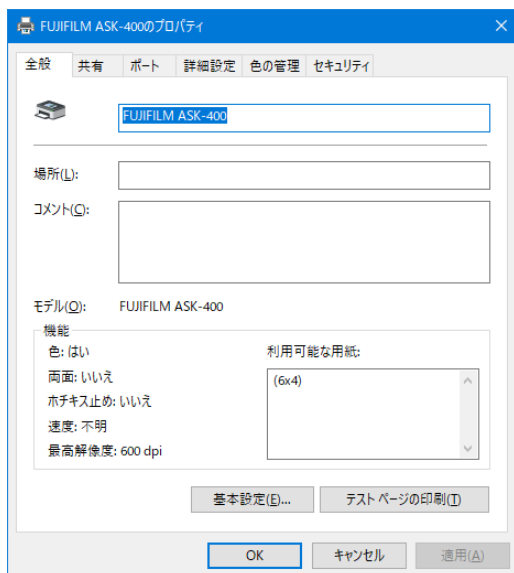 FUJIFILM ASK-400のプロパティ
全般 共有 ポート 詳細設定 色の管理 セキュリティ
FUJIFILM ASK-400
場所(L):
コメント(C):
モデル(O): FUJIFILM ASK-400
機能
色: はい 利用可能な用紙:
両面: いいえ (6x4)
ホチキス止め: いいえ
速度: 不明
最高解像度: 600 dpi
基本設定(E)... テスト ページの印刷(T)
OK キャンセル 適用(A)